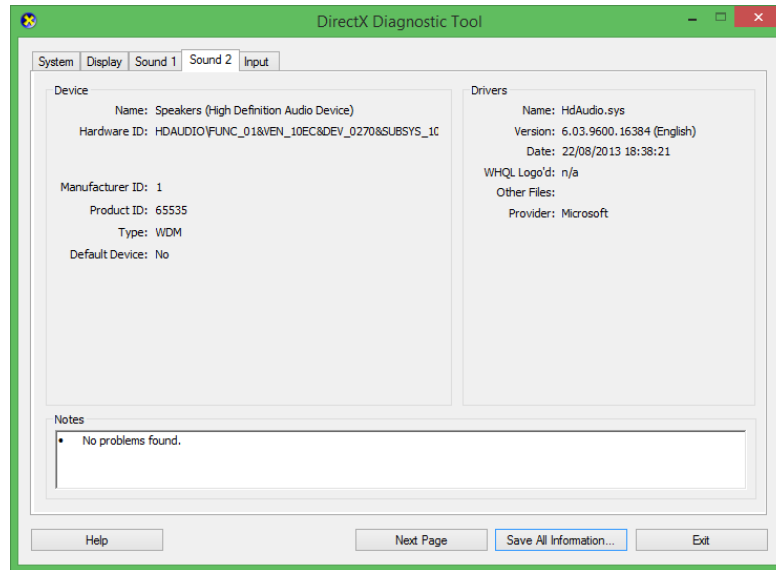 DirectX Diagnostic Tool
System Display Sound 1 Sound 2 Input
Device
Name: Speakers (High Definition Audio Device)
Hardware ID: HDAUDIO\FUNC_01&VEN_10EC&DEV_0270&SUBSYS_10
Manufacturer ID: 1
Product ID: 65535
Type: WDM
Default Device: No
Drivers
Name: HdAudio.sys
Version: 6.03.9600.16384 (English)
Date: 22/08/2013 18:38:21
WHQL Logo'd: n/a
Other Files:
Provider: Microsoft
Notes
• No problems found.
Help Next Page Save All Information... Exit